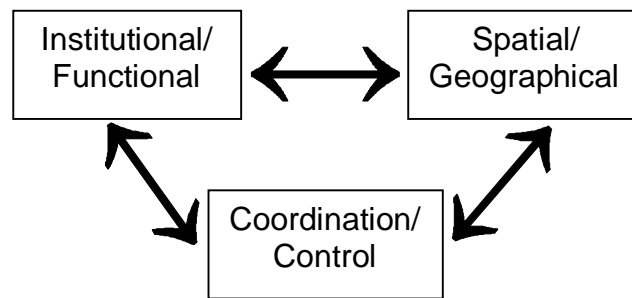 Institutional/
Functional
Spatial/
Geographical
Coordination/
Control